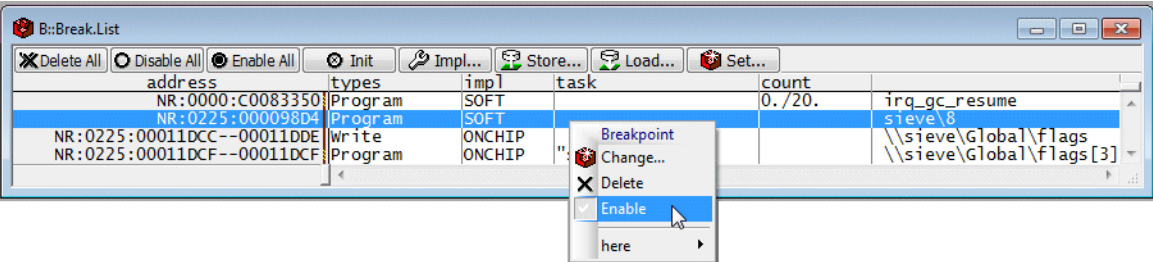 B::Break.List
Delete All Disable All Enable All Init Impl... Store... Load... Set...
address types impl task count
NR:0000:C0083350 Program SOFT 0./20. irq_gc_resume
NR:0225:000098D4 Program SOFT sieve\8
NR:0225:00011DCC--00011DDE Write ONCHIP \\sieve\Global\flags
NR:0225:00011DCF--00011DCF Program ONCHIP \\sieve\Global\flags[3]
Breakpoint
Change...
Delete
Enable
here